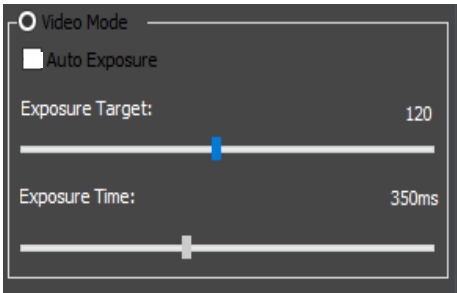 Video Mode
Auto Exposure
Exposure Target: 120
Exposure Time: 350ms